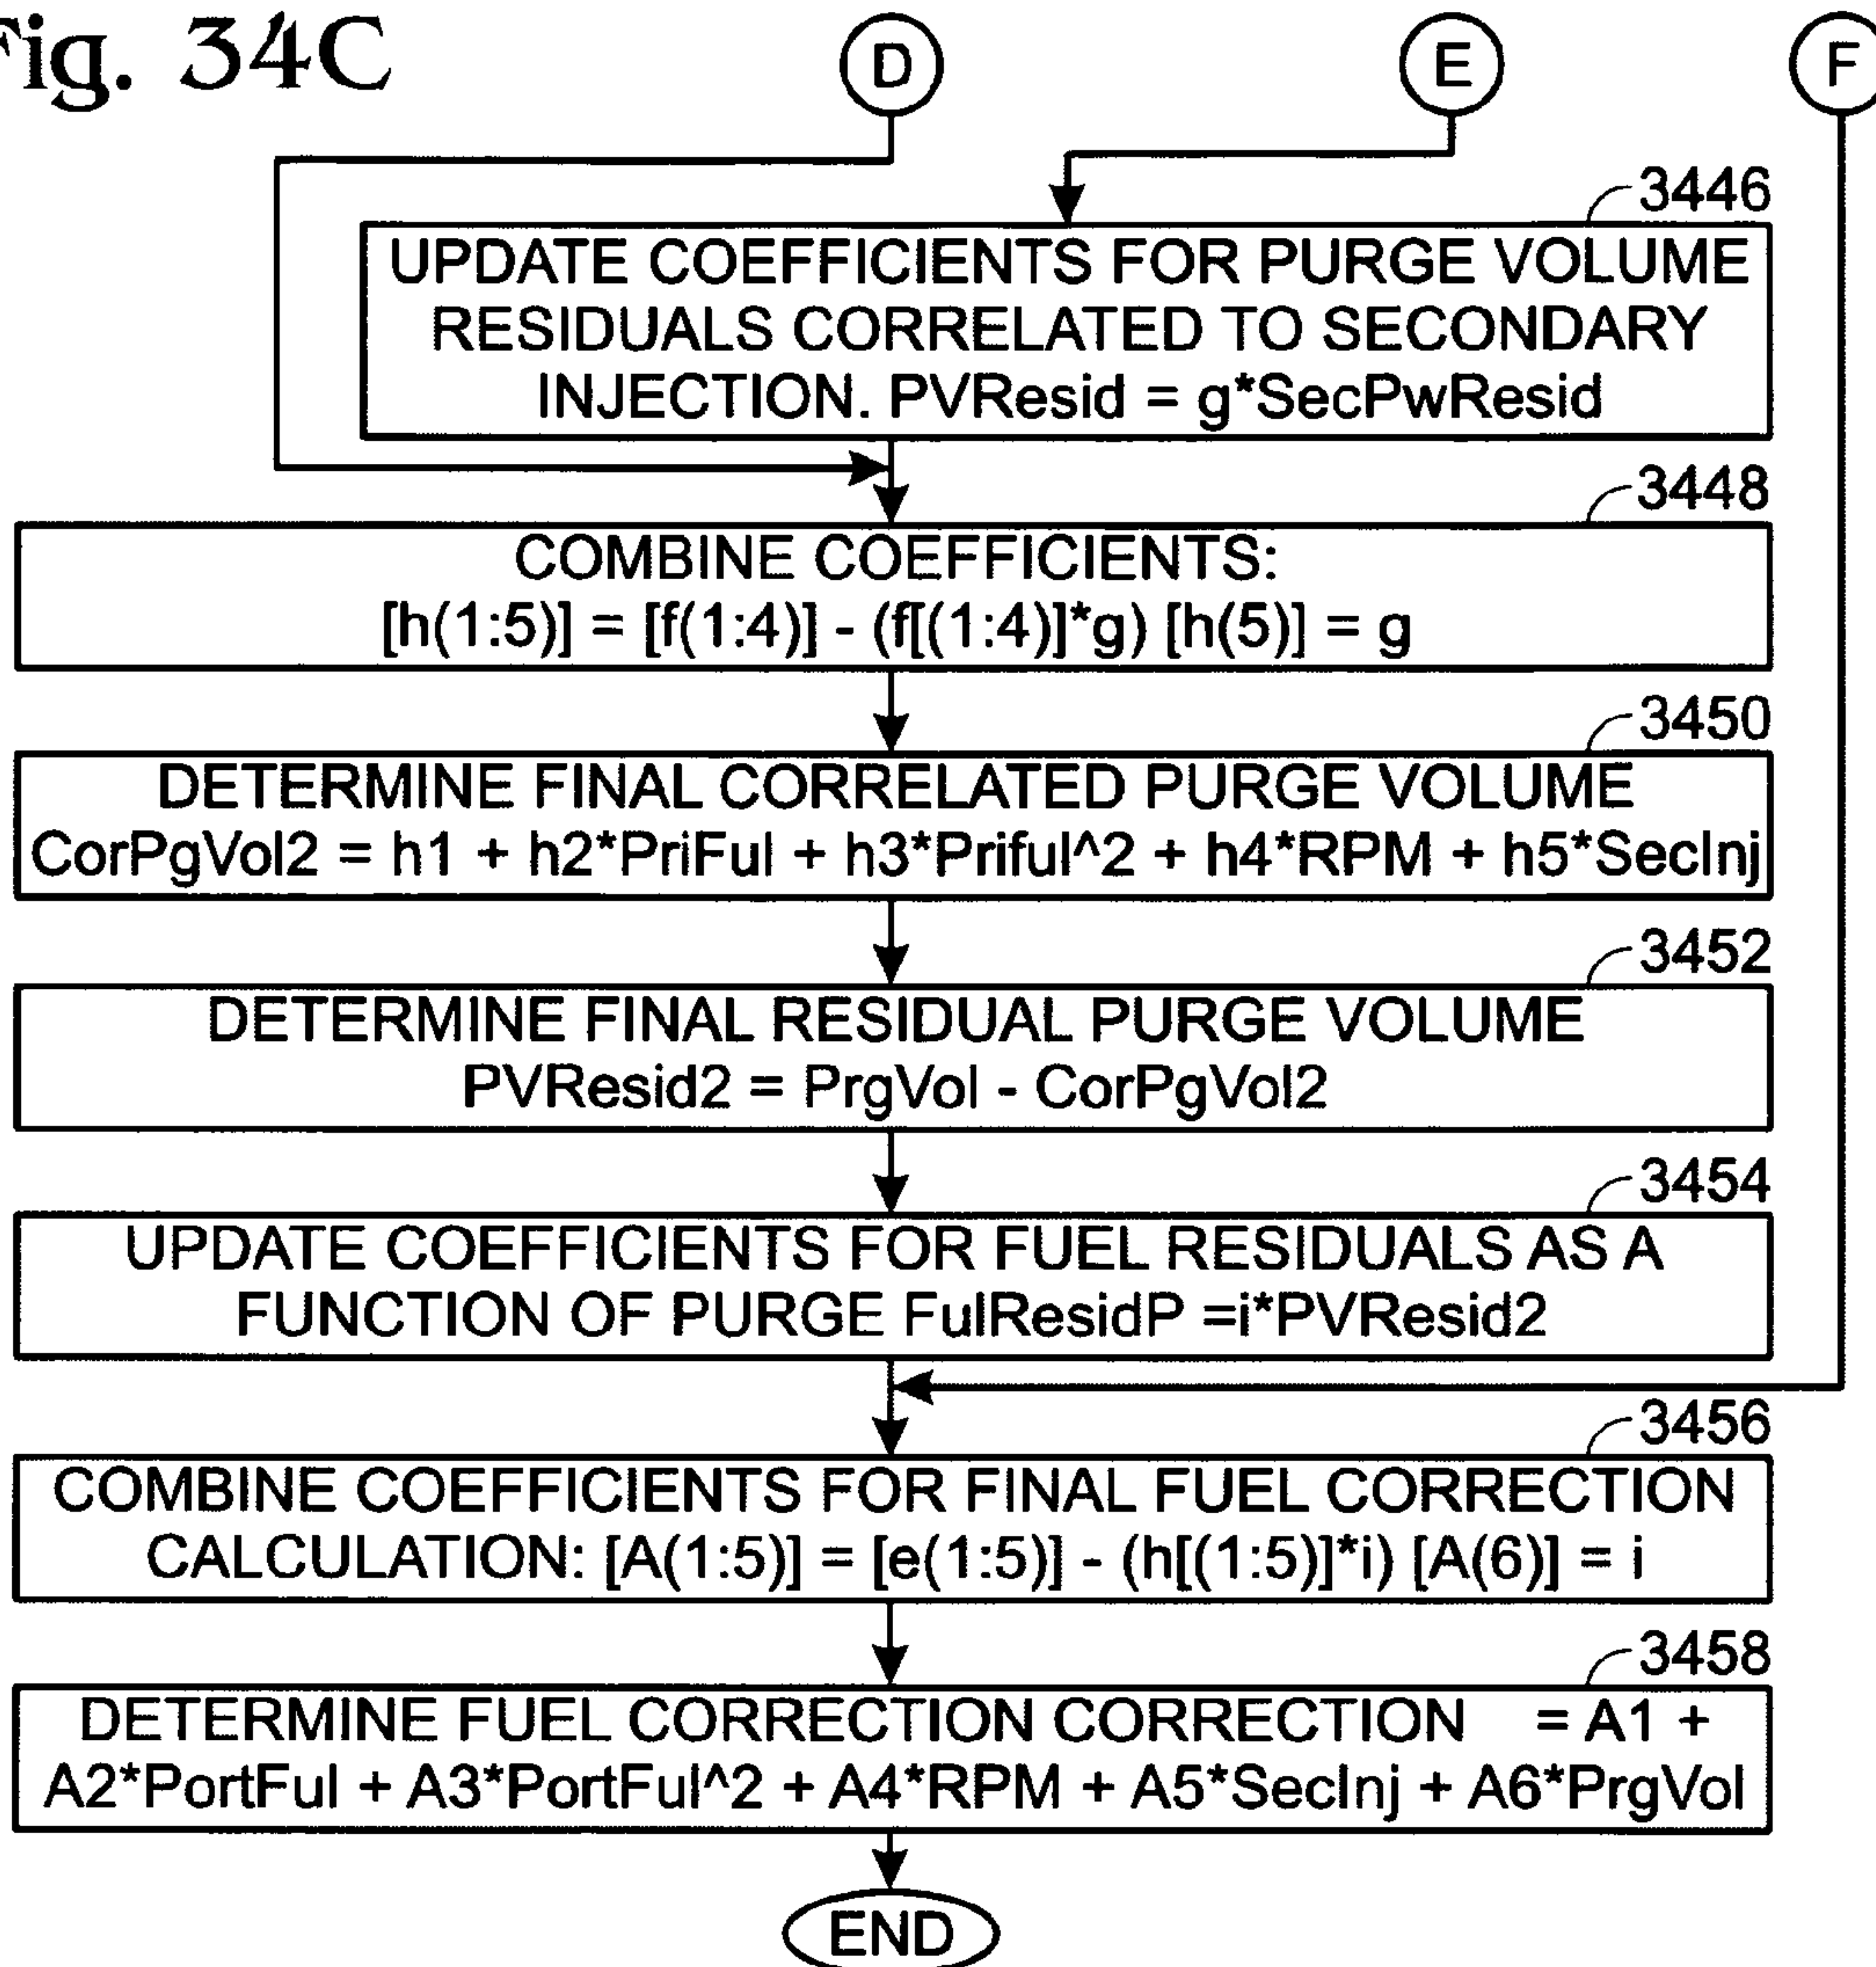 Fig. 34C
D
E
F
3446
UPDATE COEFFICIENTS FOR PURGE VOLUME
RESIDUALS CORRELATED TO SECONDARY
INJECTION. PVResid = g*SecPwResid
3448
COMBINE COEFFICIENTS:
[h(1:5)] = [f(1:4)] - (f[(1:4)]*g) [h(5)] = g
3450
DETERMINE FINAL CORRELATED PURGE VOLUME
CorPgVol2 = h1 + h2*PriFul + h3*Priful^2 + h4*RPM + h5*SecInj
3452
DETERMINE FINAL RESIDUAL PURGE VOLUME
PVResid2 = PrgVol - CorPgVol2
3454
UPDATE COEFFICIENTS FOR FUEL RESIDUALS AS A
FUNCTION OF PURGE FulResidP =i*PVResid2
3456
COMBINE COEFFICIENTS FOR FINAL FUEL CORRECTION
CALCULATION: [A(1:5)] = [e(1:5)] - (h[(1:5)]*i) [A(6)] = i
3458
DETERMINE FUEL CORRECTION CORRECTION = A1 +
A2*PortFul + A3*PortFul^2 + A4*RPM + A5*SecInj + A6*PrgVol
END